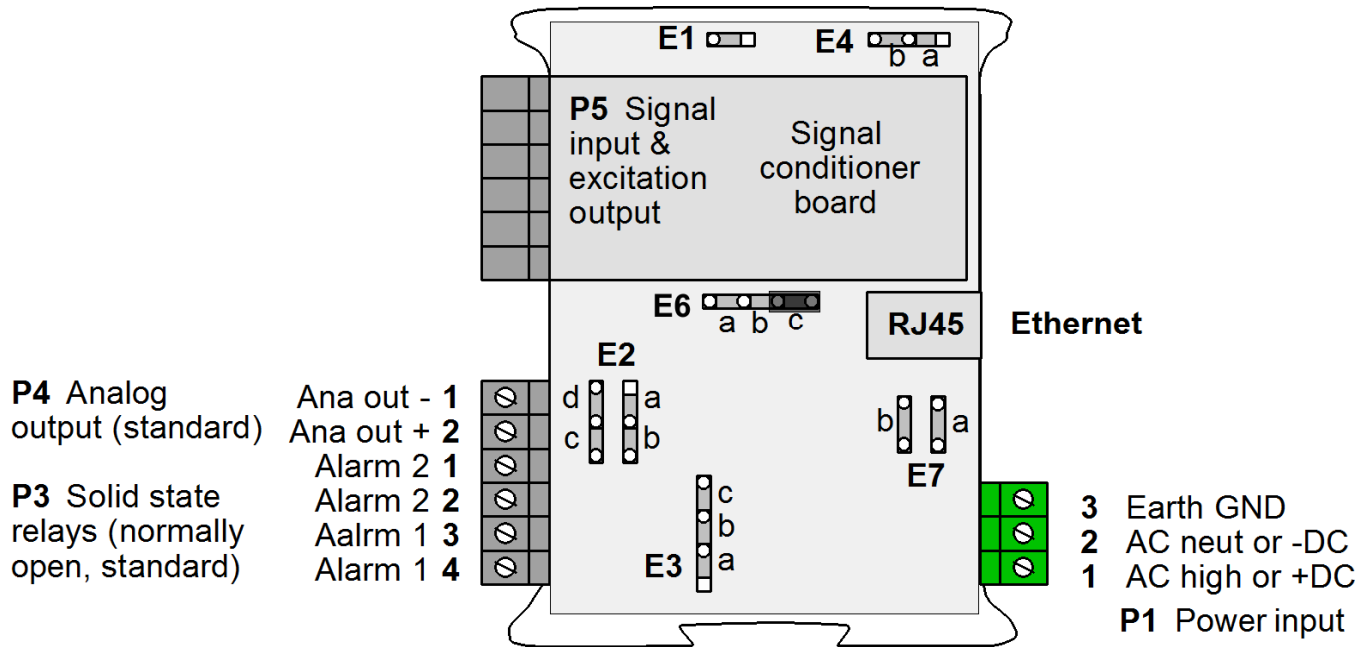 E1
E4
b a
P5 Signal
input &
excitation
output
Signal
conditioner
board
E6
a b c
RJ45
Ethernet
E2
d a
c b
P4 Analog
output (standard)
Ana out - 1
Ana out + 2
Alarm 2 1
Alarm 2 2
Aalrm 1 3
Alarm 1 4
P3 Solid state
relays (normally
open, standard)
b a
E7
c
b
a
E3
3 Earth GND
2 AC neut or -DC
1 AC high or +DC
P1 Power input